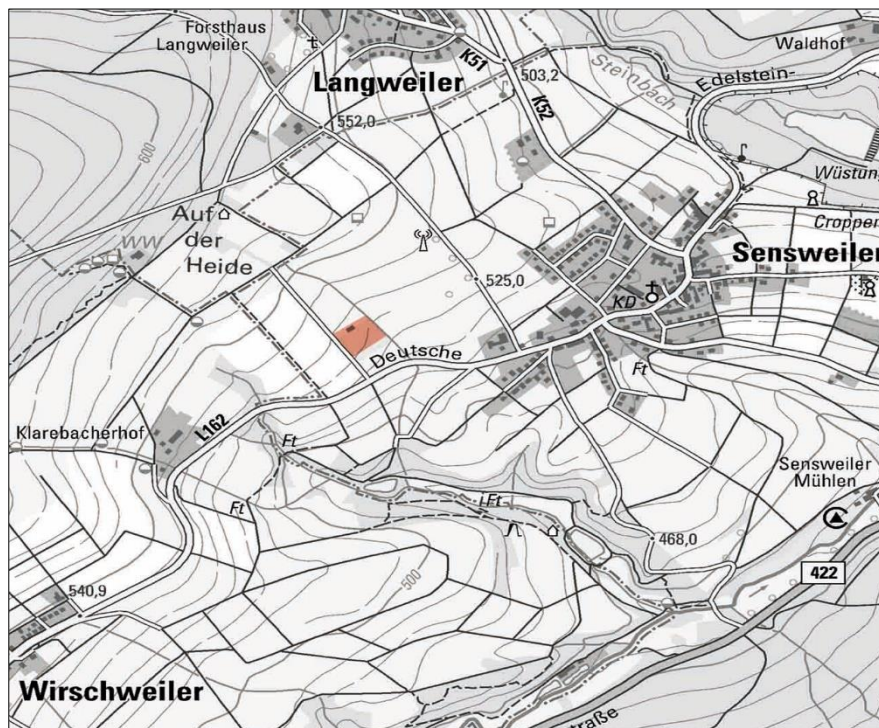 Forsthaus
Langweiler
K51
Langweiler
503,2
Waldhof
Steinbach
Edelstein-
K52
552,0
600
Wüstung
Auf
der
Heide
WW
Cropper
Sensweiler
KD
525,0
Deutsche
Ft
L162
Klarebacherhof
Ft
Sensweiler
Mühlen
Ft
Ft
468,0
422
540,9
500
Wirschweiler
straße